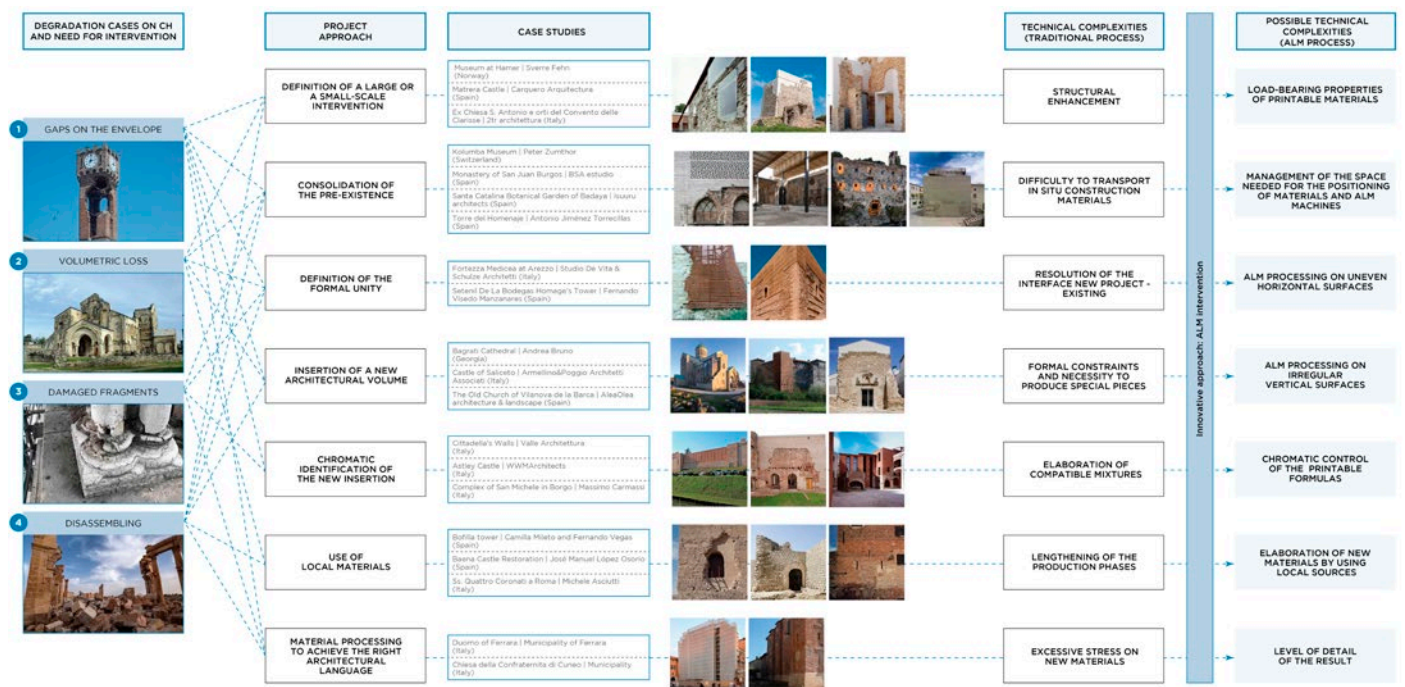 DEGRADATION CASES ON CH
AND NEED FOR INTERVENTION
PROJECT
APPROACH
CASE STUDIES
TECHNICAL COMPLEXITIES
(TRADITIONAL PROCESS)
POSSIBLE TECHNICAL
COMPLEXITIES
(ALM PROCESS)
1 GAPS ON THE ENVELOPE
2 VOLUMETRIC LOSS
3 DAMAGED FRAGMENTS
4 DISASSEMBLING
DEFINITION OF A LARGE OR
A SMALL-SCALE
INTERVENTION
Museum at Hamer | Sverre Fehn
(Norway)
Matrera Castle | Carquero Arquitectura
(Spain)
Ex Chiesa S. Antonio e orti del Convento delle
Clarisse | 2tr architettura (Italy)
STRUCTURAL
ENHANCEMENT
LOAD-BEARING PROPERTIES
OF PRINTABLE MATERIALS
CONSOLIDATION OF
THE PRE-EXISTENCE
Kolumba Museum | Peter Zumthor
(Switzerland)
Monastery of San Juan Burgos | BSA estudio
(Spain)
Santa Catalina Botanical Garden of Badaya | Isuuru
architects (Spain)
Torre del Homenaje | Antonio Jiménez Torrecillas
(Spain)
DIFFICULTY TO TRANSPORT
IN SITU CONSTRUCTION
MATERIALS
MANAGEMENT OF THE SPACE
NEEDED FOR THE POSITIONING
OF MATERIALS AND ALM
MACHINES
DEFINITION OF THE
FORMAL UNITY
Fortezza Medicea at Arezzo | Studio De Vita &
Schulze Architetti (Italy)
Setenil De La Bodegas Homage's Tower | Fernando
Visedo Manzanares (Spain)
RESOLUTION OF THE
INTERFACE NEW PROJECT -
EXISTING
ALM PROCESSING ON UNEVEN
HORIZONTAL SURFACES
INSERTION OF A NEW
ARCHITECTURAL VOLUME
Bagrati Cathedral | Andrea Bruno
(Georgia)
Castle of Saliceto | Armellino&Poggio Architetti
Associati (Italy)
The Old Church of Vilanova de la Barca | AleaOlea
architecture & landscape (Spain)
FORMAL CONSTRAINTS
AND NECESSITY TO
PRODUCE SPECIAL PIECES
ALM PROCESSING ON
IRREGULAR
VERTICAL SURFACES
CHROMATIC
IDENTIFICATION OF
THE NEW INSERTION
Cittadella's Walls | Valle Architettura
(Italy)
Astley Castle | WWMArchitects
(Italy)
Complex of San Michele in Borgo | Massimo Carmassi
(Italy)
ELABORATION OF
COMPATIBLE MIXTURES
CHROMATIC CONTROL
OF THE PRINTABLE
FORMULAS
USE OF
LOCAL MATERIALS
Bofilla tower | Camilla Mileto and Fernando Vegas
(Spain)
Baena Castle Restoration | José Manuel López Osorio
(Spain)
Ss. Quattro Coronati a Roma | Michele Asciutti
(Italy)
LENGTHENING OF THE
PRODUCTION PHASES
ELABORATION OF NEW
MATERIALS BY USING
LOCAL SOURCES
MATERIAL PROCESSING
TO ACHIEVE THE RIGHT
ARCHITECTURAL
LANGUAGE
Duomo of Ferrara | Municipality of Ferrara
(Italy)
Chiesa della Confraternita di Cuneo | Municipality
(Italy)
EXCESSIVE STRESS ON
NEW MATERIALS
LEVEL OF DETAIL
OF THE RESULT
Innovative approach: ALM intervention